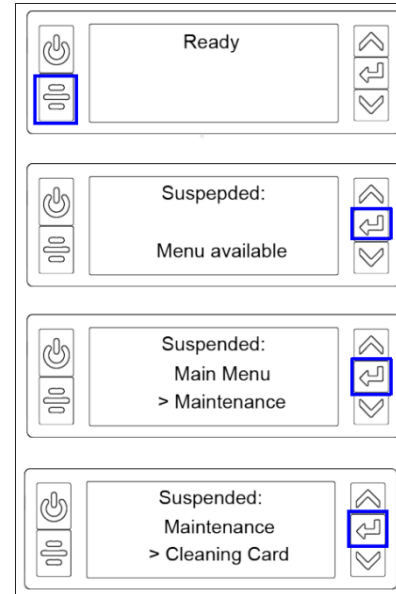 Ready
Suspepded:
Menu available
Suspended:
Main Menu
> Maintenance
Suspended:
Maintenance
> Cleaning Card